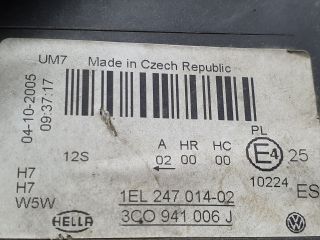 UM7 Made in Czech Republic
04-10-2005
09:37:17
PL
12S
A HR HC
02 00 00
E4 25
H7
H7
W5W
10224 ES
1EL 247 014-02
HELLA 3C0 941 006 J
VW